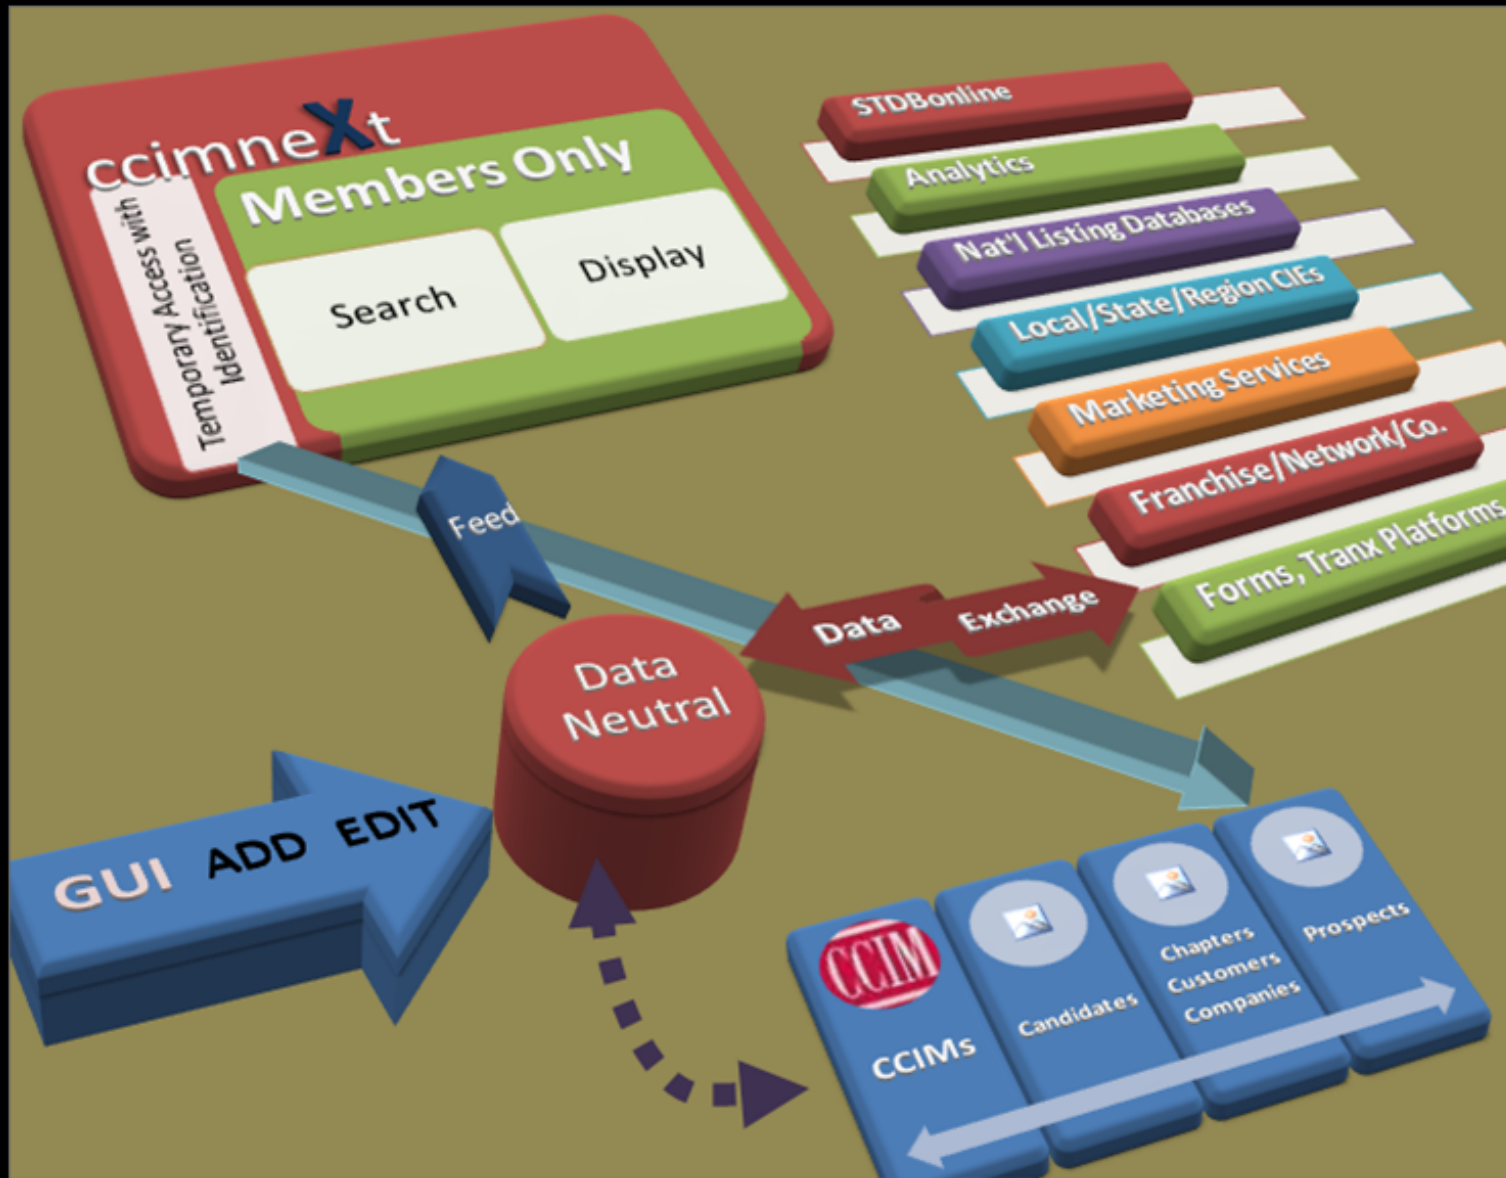 ccimneXt
Members Only
Temporary Access with
Identification
Search
Display
STDBonline
Analytics
Nat'l Listing Databases
Local/State/Region CIEs
Marketing Services
Franchise/Network/Co.
Forms, Tranx Platforms
Feed
Data
Exchange
Data
Neutral
GUI ADD EDIT
CCIM
CCIMs
Candidates
Chapters
Customers
Companies
Prospects